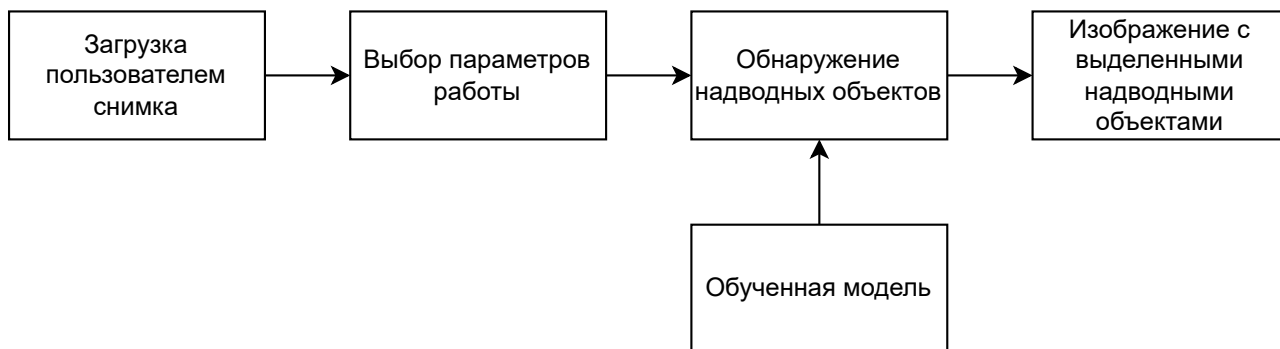 Загрузка
пользователем
снимка
Выбор параметров
работы
Обнаружение
надводных объектов
Изображение с
выделенными
надводными
объектами
Обученная модель